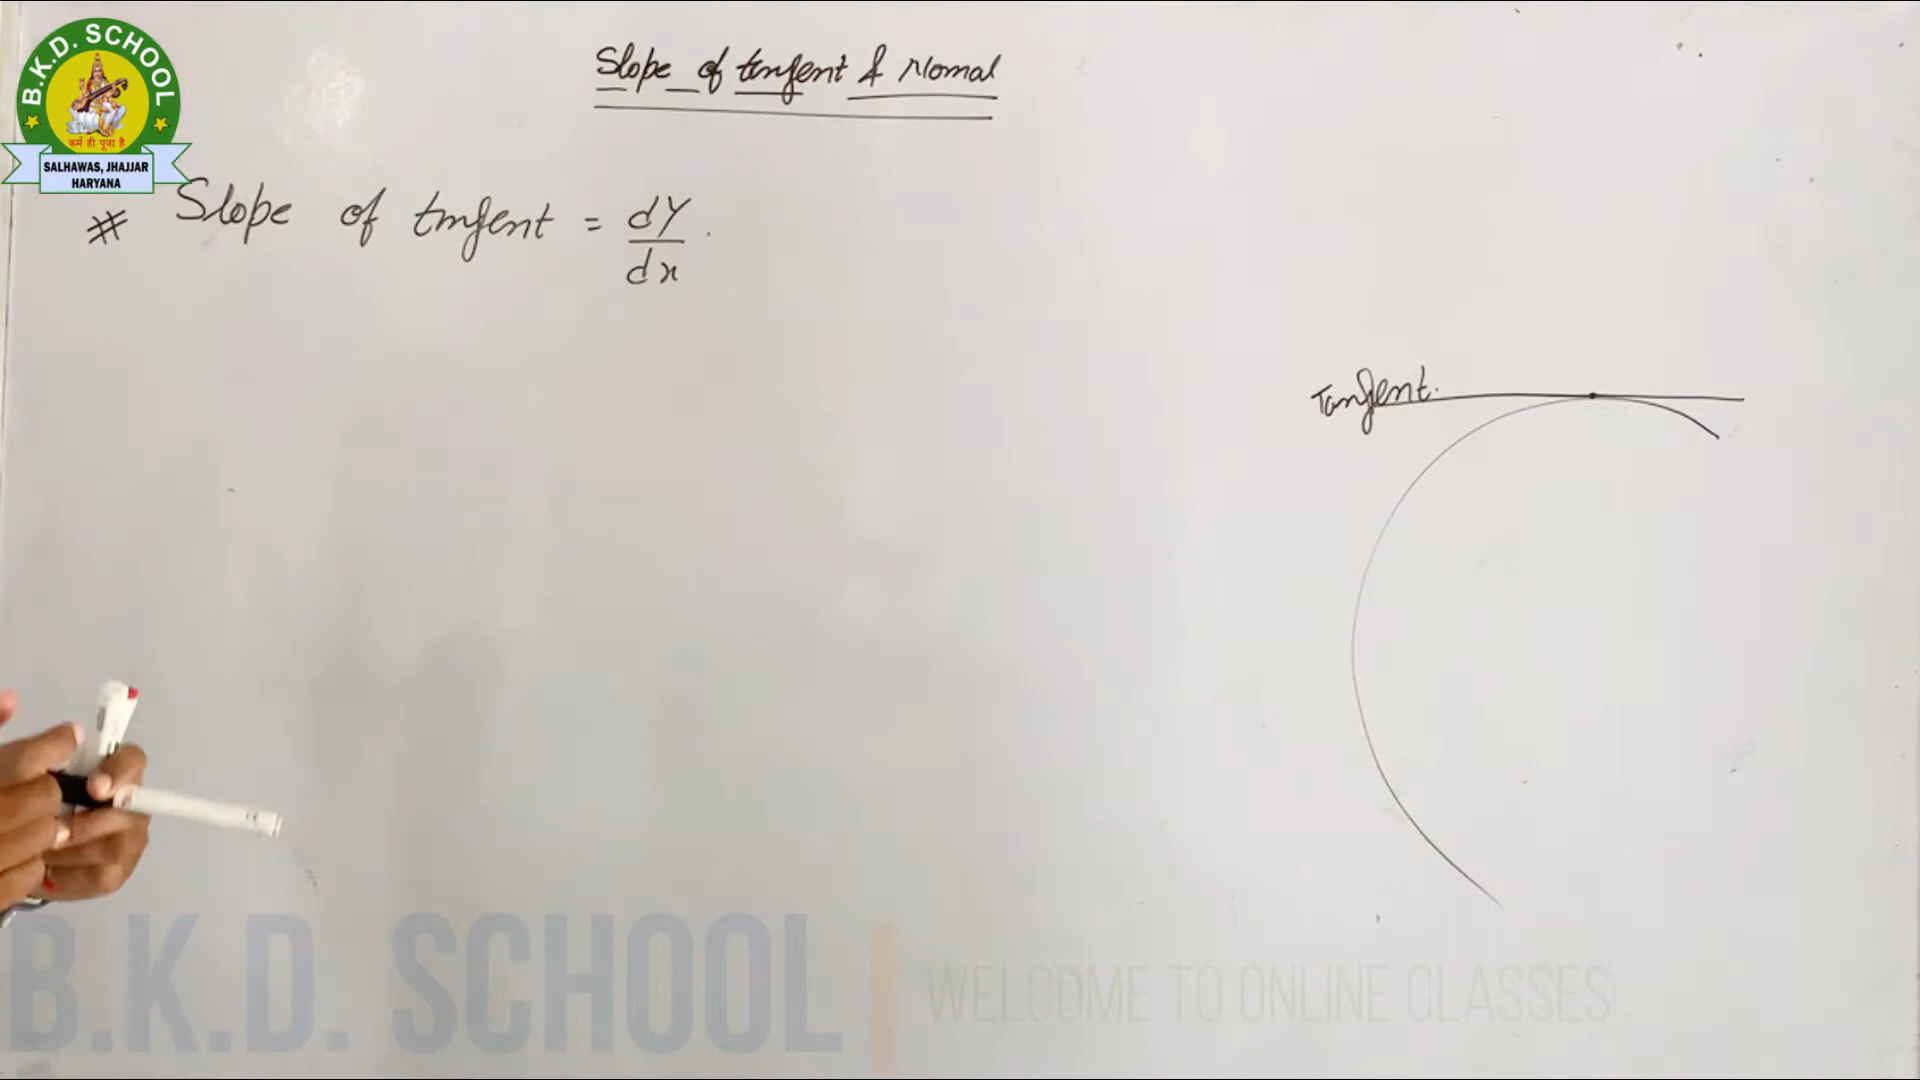 B.K.D. SCHOOL
कर्म ही पूजा है
SALHAWAS, JHAJJAR
HARYANA
Slope of tangent & Normal
# Slope of tangent = dy/dx .
Tangent.
B.K.D. SCHOOL
WELCOME TO ONLINE CLASSES